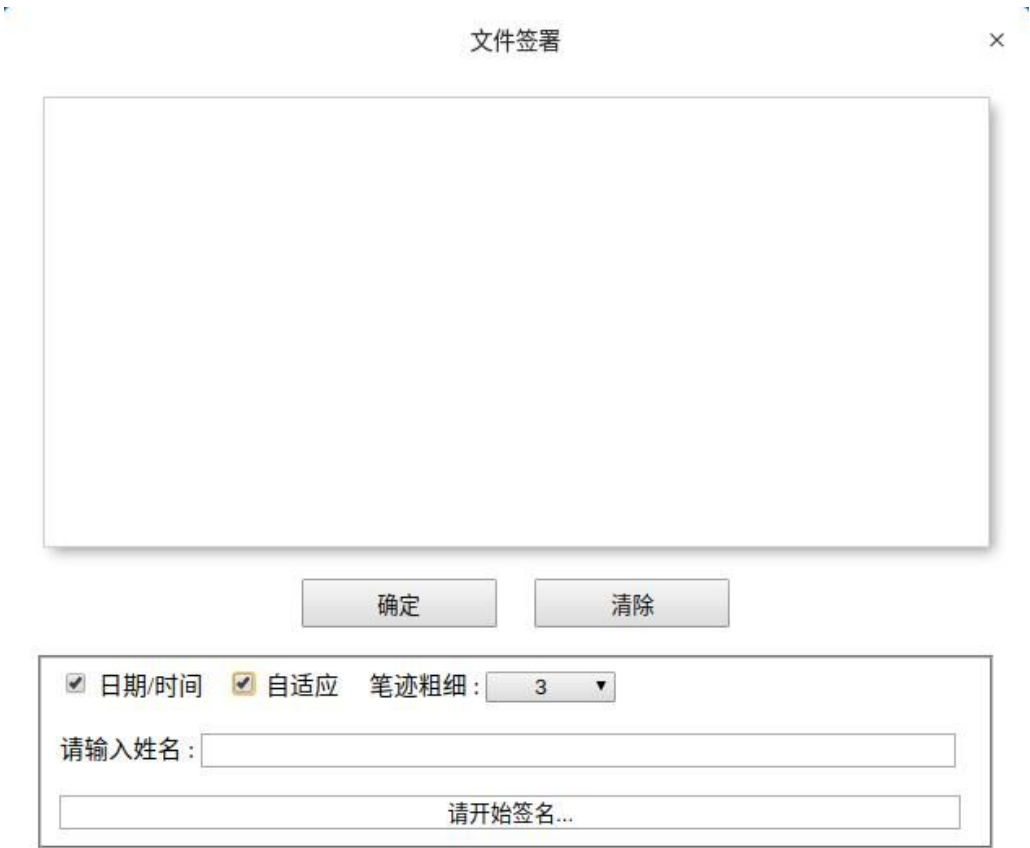 文件签署 ×
确定 清除
日期/时间 自适应 笔迹粗细 : 3
请输入姓名 :
请开始签名...